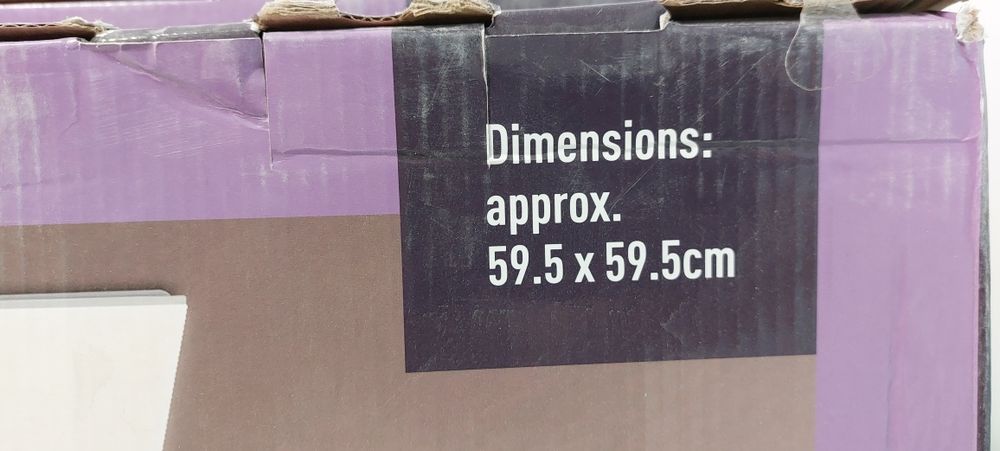 Dimensions:
approx.
59.5 x 59.5cm